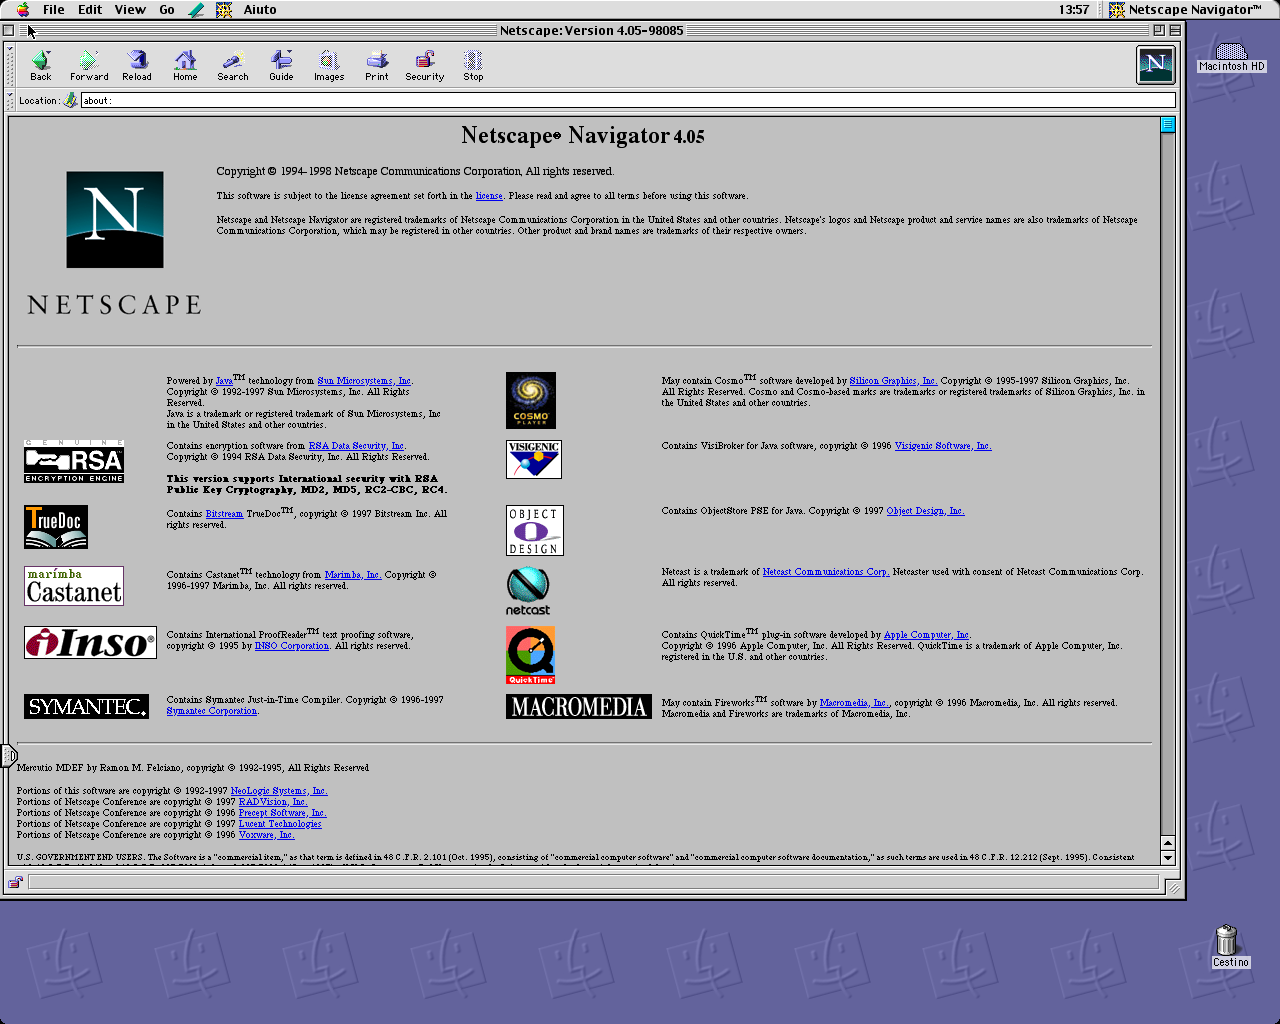 File Edit View Go Aiuto 13:57 Netscape Navigator™
Netscape: Version 4.05-98085
Back Forward Reload Home Search Guide Images Print Security Stop
N
Macintosh HD
Location: about:
Netscape® Navigator 4.05
N
NETSCAPE
Copyright © 1994-1998 Netscape Communications Corporation, All rights reserved.
This software is subject to the license agreement set forth in the license. Please read and agree to all terms before using this software.
Netscape and Netscape Navigator are registered trademarks of Netscape Communications Corporation in the United States and other countries. Netscape's logos and Netscape product and service names are also trademarks of Netscape
Communications Corporation, which may be registered in other countries. Other product and brand names are trademarks of their respective owners.
Powered by Java™ technology from Sun Microsystems, Inc.
Copyright © 1992-1997 Sun Microsystems, Inc. All Rights
Reserved.
Java is a trademark or registered trademark of Sun Microsystems, Inc
in the United States and other countries.
COSMO
PLAYER
May contain Cosmo™ software developed by Silicon Graphics, Inc. Copyright © 1995-1997 Silicon Graphics, Inc.
All Rights Reserved. Cosmo and Cosmo-based marks are trademarks or registered trademarks of Silicon Graphics, Inc. in
the United States and other countries.
GENUINE
RSA
ENCRYPTION ENGINE
Contains encryption software from RSA Data Security, Inc.
Copyright © 1994 RSA Data Security, Inc. All Rights Reserved.
This version supports International security with RSA
Public Key Cryptography, MD2, MD5, RC2-CBC, RC4.
VISIGENIC
Contains VisiBroker for Java software, copyright © 1996 Visigenic Software, Inc.
TrueDoc
Contains Bitstream TrueDoc™, copyright © 1997 Bitstream Inc. All
rights reserved.
OBJECT
DESIGN
Contains ObjectStore PSE for Java. Copyright © 1997 Object Design, Inc.
marimba
Castanet
Contains Castanet™ technology from Marimba, Inc. Copyright ©
1996-1997 Marimba, Inc. All rights reserved.
netcast
Netcast is a trademark of Netcast Communications Corp. Netcaster used with consent of Netcast Communications Corp.
All rights reserved.
iInso®
Contains International ProofReader™ text proofing software,
copyright © 1995 by INSO Corporation. All rights reserved.
QuickTime™
Contains QuickTime™ plug-in software developed by Apple Computer, Inc.
Copyright © 1996 Apple Computer, Inc. All Rights Reserved. QuickTime is a trademark of Apple Computer, Inc.
registered in the U.S. and other countries.
SYMANTEC.
Contains Symantec Just-in-Time Compiler. Copyright © 1996-1997
Symantec Corporation.
MACROMEDIA
May contain Fireworks™ software by Macromedia, Inc., copyright © 1996 Macromedia, Inc. All rights reserved.
Macromedia and Fireworks are trademarks of Macromedia, Inc.
Mercutio MDEF by Ramon M. Felciano, copyright © 1992-1995, All Rights Reserved
Portions of this software are copyright © 1992-1997 NeoLogic Systems, Inc.
Portions of Netscape Conference are copyright © 1997 RADVision, Inc.
Portions of Netscape Conference are copyright © 1996 Precept Software, Inc.
Portions of Netscape Conference are copyright © 1997 Lucent Technologies
Portions of Netscape Conference are copyright © 1996 Voxware, Inc.
U.S. GOVERNMENT END USERS. The Software is a "commercial item," as that term is defined in 48 C.F.R. 2.101 (Oct. 1995), consisting of "commercial computer software" and "commercial computer software documentation," as such terms are used in 48 C.F.R. 12.212 (Sept. 1995). Consistent
Cestino